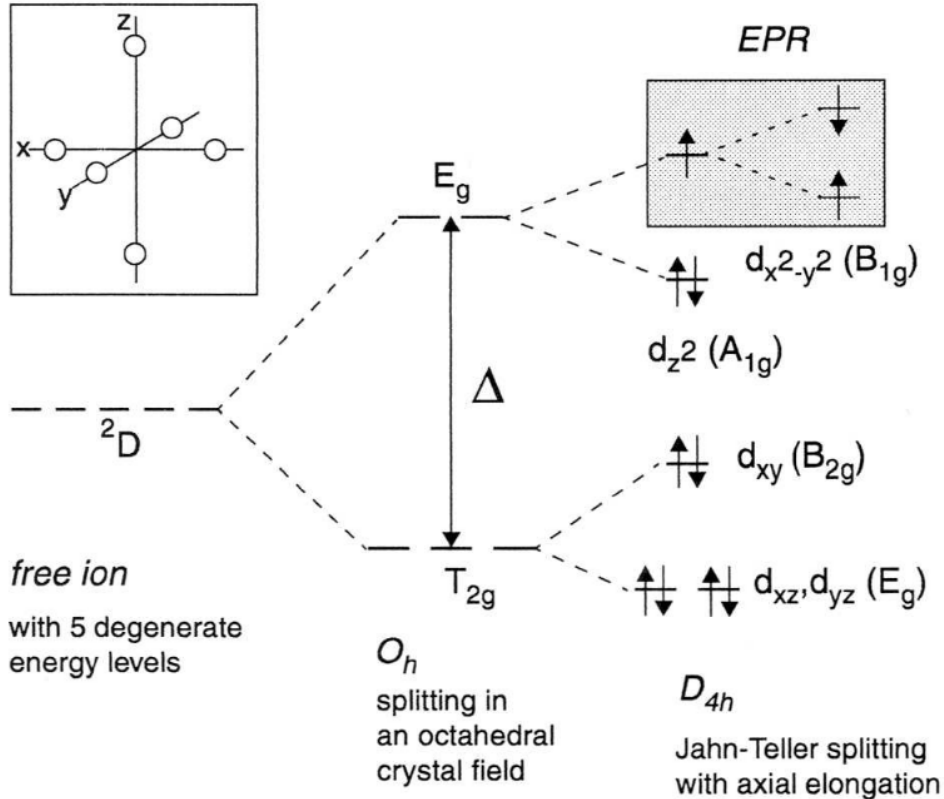 z
x
y
EPR
E_g
d_x²-y² (B_1g)
d_z² (A_1g)
Δ
²D
d_xy (B_2g)
T_2g
d_xz, d_yz (E_g)
free ion
with 5 degenerate
energy levels
O_h
splitting in
an octahedral
crystal field
D_4h
Jahn-Teller splitting
with axial elongation